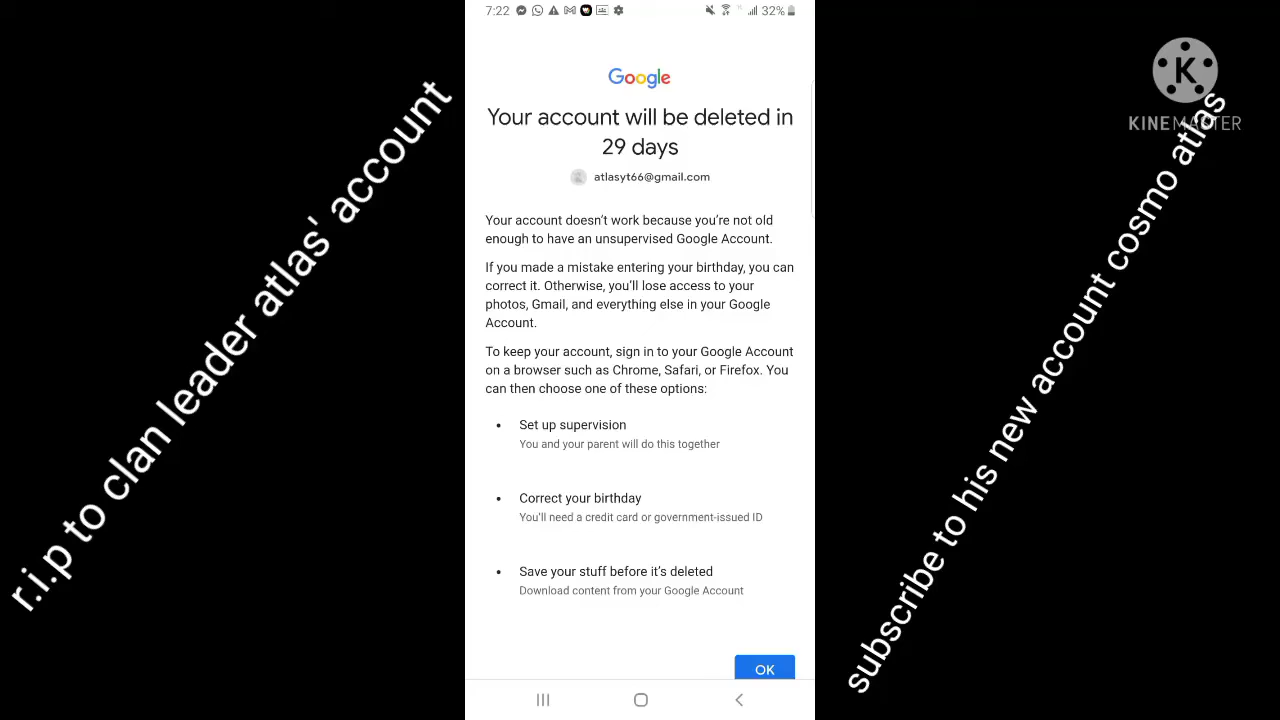 7:22
32%
Google
Your account will be deleted in
29 days
atlasyt66@gmail.com
Your account doesn't work because you're not old
enough to have an unsupervised Google Account.
If you made a mistake entering your birthday, you can
correct it. Otherwise, you'll lose access to your
photos, Gmail, and everything else in your Google
Account.
To keep your account, sign in to your Google Account
on a browser such as Chrome, Safari, or Firefox. You
can then choose one of these options:
• Set up supervision
You and your parent will do this together
• Correct your birthday
You'll need a credit card or government-issued ID
• Save your stuff before it's deleted
Download content from your Google Account
OK
r.i.p to clan leader atlas' account
subscribe to his new account cosmo atlas
K
KINEMASTER